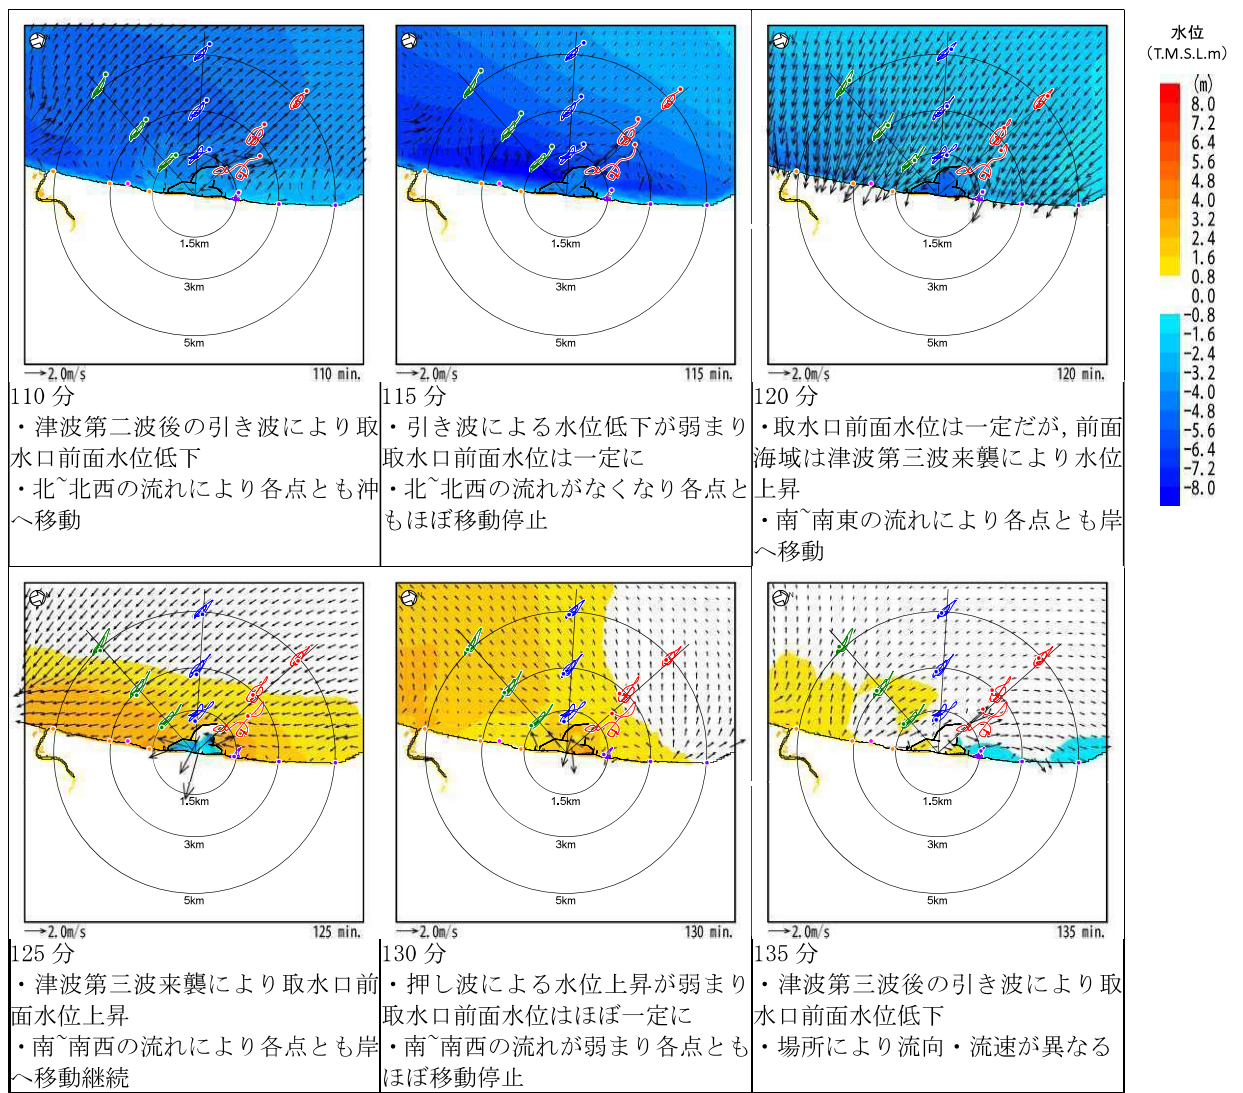 水位
(T.M.S.L.m)
(m)
8.0
7.2
6.4
5.6
4.8
4.0
3.2
2.4
1.6
0.8
0.0
-0.8
-1.6
-2.4
-3.2
-4.0
-4.8
-5.6
-6.4
-7.2
-8.0
1.5km
3km
5km
2.0m/s
110 min.
110 分
・津波第二波後の引き波により取
水口前面水位低下
・北~北西の流れにより各点とも沖
へ移動
1.5km
3km
5km
2.0m/s
115 min.
115 分
・引き波による水位低下が弱まり
取水口前面水位は一定に
・北~北西の流れがなくなり各点と
もほぼ移動停止
1.5km
3km
5km
2.0m/s
120 min.
120 分
・取水口前面水位は一定だが,前面
海域は津波第三波来襲により水位
上昇
・南~南東の流れにより各点とも岸
へ移動
1.5km
3km
5km
2.0m/s
125 min.
125 分
・津波第三波来襲により取水口前
面水位上昇
・南~南西の流れにより各点とも岸
へ移動継続
1.5km
3km
5km
2.0m/s
130 min.
130 分
・押し波による水位上昇が弱まり
取水口前面水位はほぼ一定に
・南~南西の流れが弱まり各点とも
ほぼ移動停止
1.5km
3km
5km
2.0m/s
135 min.
135 分
・津波第三波後の引き波により取
水口前面水位低下
・場所により流向・流速が異なる